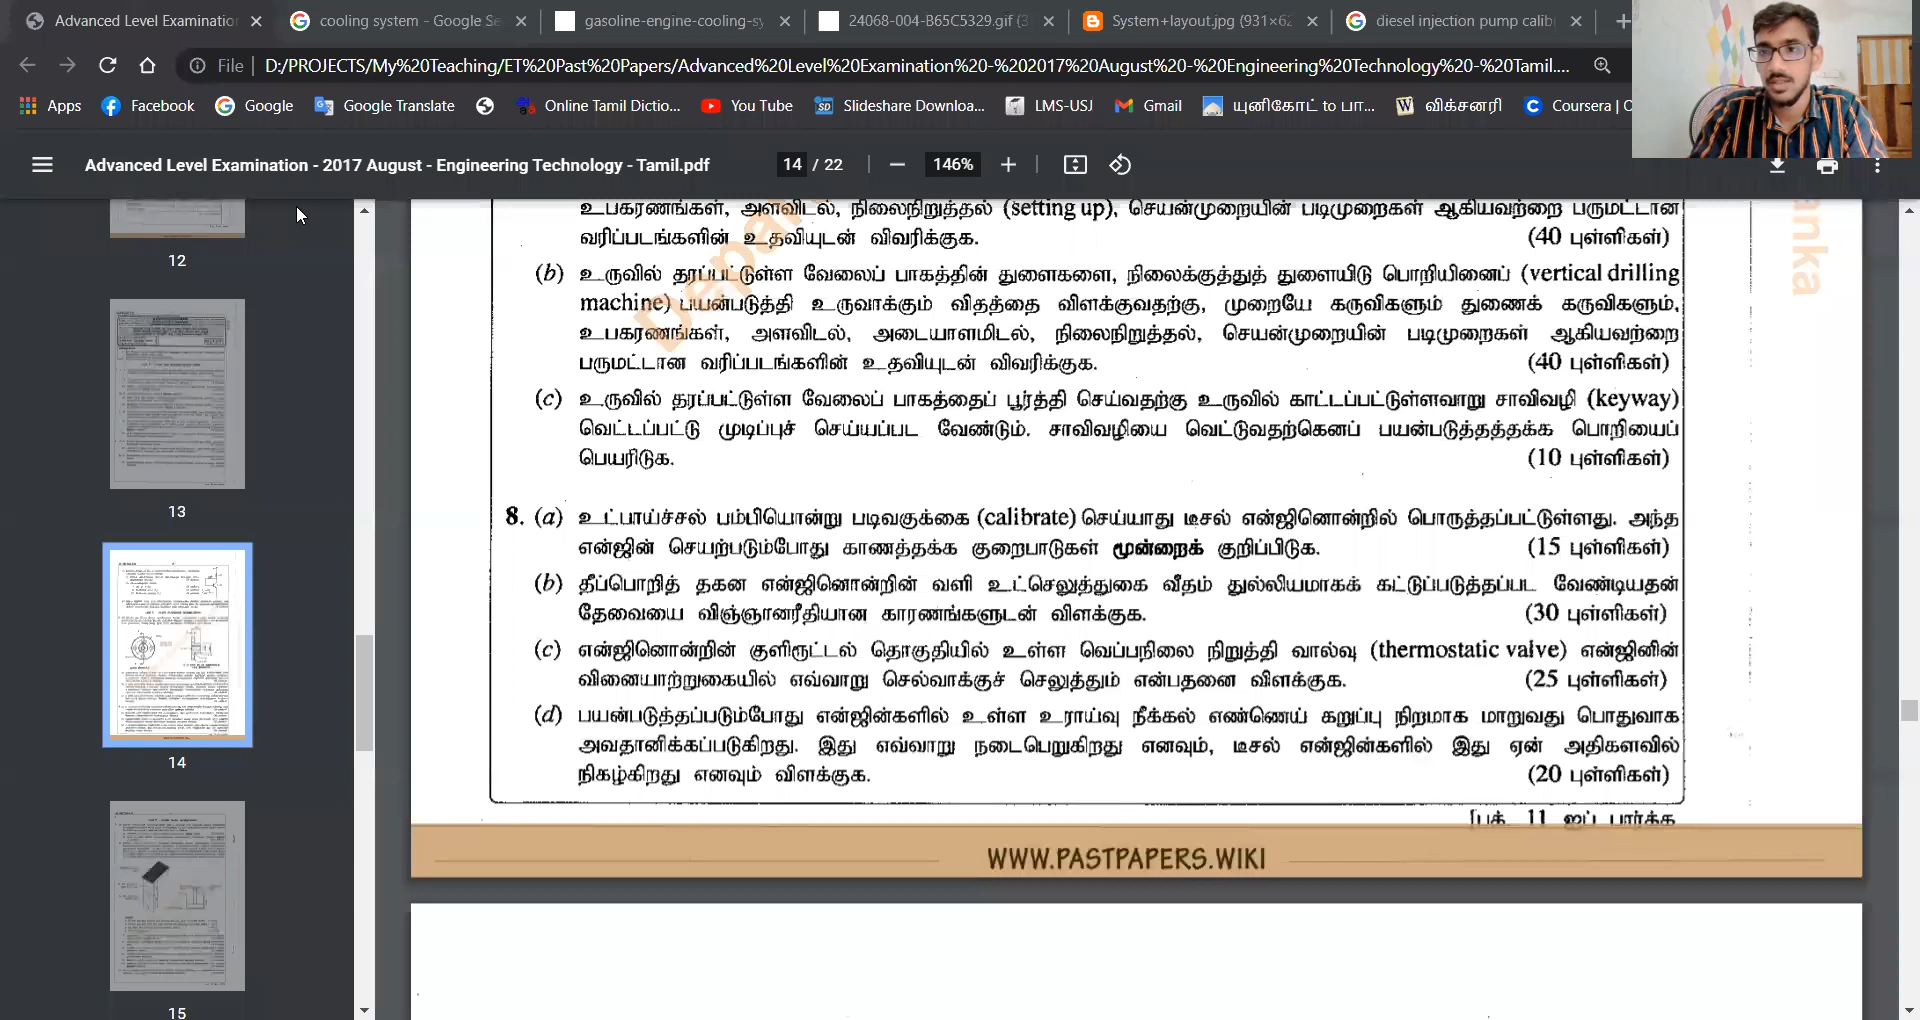 Advanced Level Examinatio
cooling system - Google Se
gasoline-engine-cooling-sy
24068-004-B65C5329.gif (3
System+layout.jpg (931×62
diesel injection pump calib
File
D:/PROJECTS/My%20Teaching/ET%20Past%20Papers/Advanced%20Level%20Examination%20-%202017%20August%20-%20Engineering%20Technology%20-%20Tamil....
Apps
Facebook
Google
Google Translate
Online Tamil Dictio...
You Tube
Slideshare Downloa...
LMS-USJ
Gmail
யுனிகோட் to பா...
விக்சனரி
Coursera | O
Advanced Level Examination - 2017 August - Engineering Technology - Tamil.pdf
14 / 22
146%
12
13
14
15
உபகரணங்கள், அளவிடல், நிலைநிறுத்தல் (setting up), செயன்முறையின் படிமுறைகள் ஆகியவற்றை பருமட்டான
வரிப்படங்களின் உதவியுடன் விவரிக்குக. (40 புள்ளிகள்)
(b) உருவில் தரப்பட்டுள்ள வேலைப் பாகத்தின் துளைகளை, நிலைக்குத்துத் துளையிடு பொறியினைப் (vertical drilling
machine) பயன்படுத்தி உருவாக்கும் விதத்தை விளக்குவதற்கு, முறையே கருவிகளும் துணைக் கருவிகளும்,
உபகரணங்கள், அளவிடல், அடையாளமிடல், நிலைநிறுத்தல், செயன்முறையின் படிமுறைகள் ஆகியவற்றை
பருமட்டான வரிப்படங்களின் உதவியுடன் விவரிக்குக. (40 புள்ளிகள்)
(c) உருவில் தரப்பட்டுள்ள வேலைப் பாகத்தைப் பூர்த்தி செய்வதற்கு உருவில் காட்டப்பட்டுள்ளவாறு சாவிவழி (keyway)
வெட்டப்பட்டு முடிப்புச் செய்யப்பட வேண்டும். சாவிவழியை வெட்டுவதற்கெனப் பயன்படுத்தத்தக்க பொறியைப்
பெயரிடுக. (10 புள்ளிகள்)
8. (a) உட்பாய்ச்சல் பம்பியொன்று படிவகுக்கை (calibrate) செய்யாது டீசல் என்ஜினொன்றில் பொருத்தப்பட்டுள்ளது. அந்த
என்ஜின் செயற்படும்போது காணத்தக்க குறைபாடுகள் மூன்றைக் குறிப்பிடுக. (15 புள்ளிகள்)
(b) தீப்பொறித் தகன என்ஜினொன்றின் வளி உட்செலுத்துகை வீதம் துல்லியமாகக் கட்டுப்படுத்தப்பட வேண்டியதன்
தேவையை விஞ்ஞானரீதியான காரணங்களுடன் விளக்குக. (30 புள்ளிகள்)
(c) என்ஜினொன்றின் குளிரூட்டல் தொகுதியில் உள்ள வெப்பநிலை நிறுத்தி வால்வு (thermostatic valve) என்ஜினின்
வினையாற்றுகையில் எவ்வாறு செல்வாக்குச் செலுத்தும் என்பதனை விளக்குக. (25 புள்ளிகள்)
(d) பயன்படுத்தப்படும்போது என்ஜின்களில் உள்ள உராய்வு நீக்கல் எண்ணெய் கறுப்பு நிறமாக மாறுவது பொதுவாக
அவதானிக்கப்படுகிறது. இது எவ்வாறு நடைபெறுகிறது எனவும், டீசல் என்ஜின்களில் இது ஏன் அதிகளவில்
நிகழ்கிறது எனவும் விளக்குக. (20 புள்ளிகள்)
[பக். 11 ஐப் பார்க்க
WWW.PASTPAPERS.WIKI